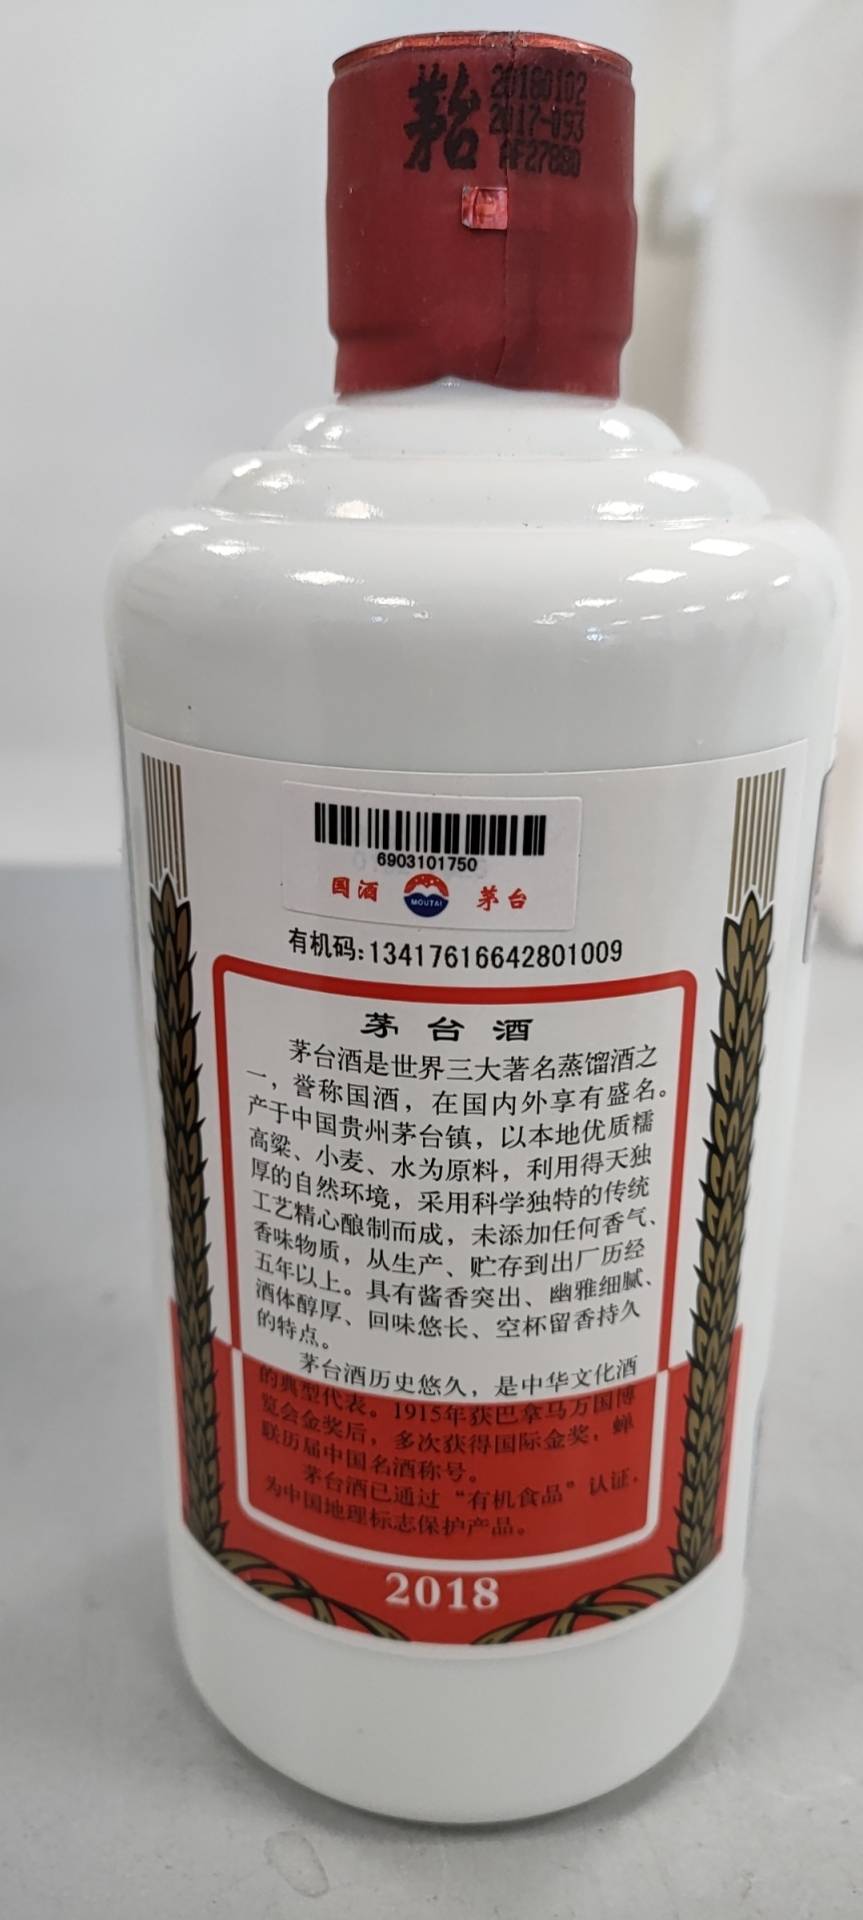 茅台
20180102
2017-093
AF27880
6903101750
国酒
MOUTAI
茅台
有机码:13417616642801009
茅台酒
茅台酒是世界三大著名蒸馏酒之
一，誉称国酒，在国内外享有盛名。
产于中国贵州茅台镇，以本地优质糯
高粱、小麦、水为原料，利用得天独
厚的自然环境，采用科学独特的传统
工艺精心酿制而成，未添加任何香气、
香味物质，从生产、贮存到出厂历经
五年以上。具有酱香突出、幽雅细腻、
酒体醇厚、回味悠长、空杯留香持久
的特点。
茅台酒历史悠久，是中华文化酒
的典型代表。1915年获巴拿马万国博
览会金奖后，多次获得国际金奖，蝉
联历届中国名酒称号。
茅台酒已通过“有机食品”认证，
为中国地理标志保护产品。
2018